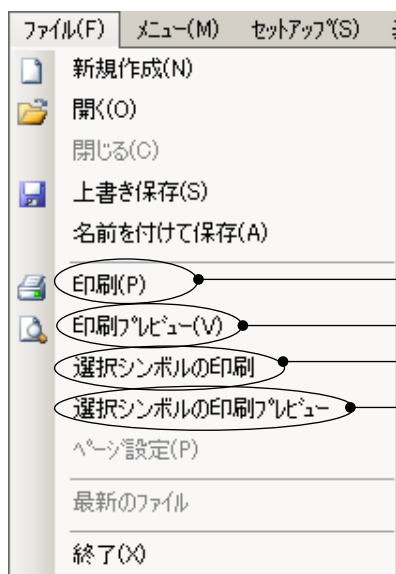 ﾌｧｲﾙ(F) ﾒﾆｭｰ(M) ｾｯﾄｱｯﾌﾟ(S)
新規作成(N)
開く(O)
閉じる(C)
上書き保存(S)
名前を付けて保存(A)
印刷(P)
印刷ﾌﾟﾚﾋﾞｭｰ(V)
選択シンボルの印刷
選択シンボルの印刷ﾌﾟﾚﾋﾞｭｰ
ﾍﾟｰｼﾞ設定(P)
最新のﾌｧｲﾙ
終了(X)